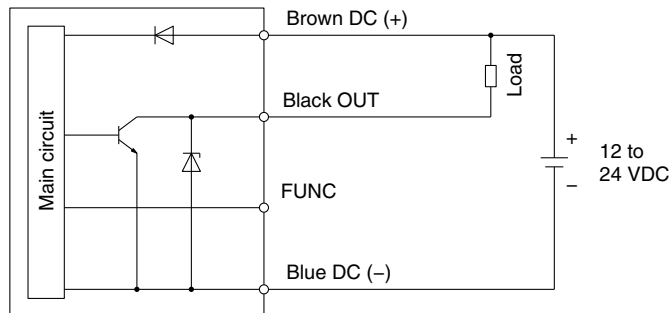 Brown DC (+)
Main circuit
Black OUT
Load
FUNC
Blue DC (−)
+
−
12 to
24 VDC